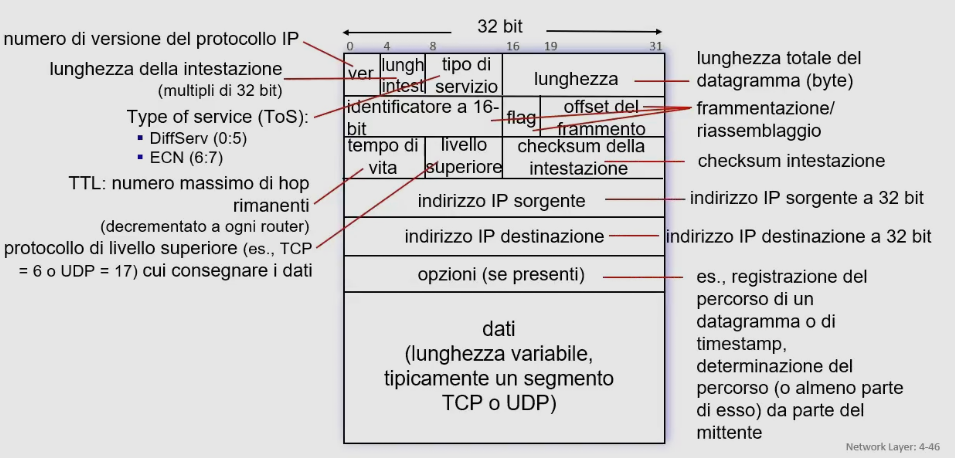 32 bit
0 4 8 16 19 31
numero di versione del protocollo IP
lunghezza della intestazione
(multipli di 32 bit)
Type of service (ToS):
DiffServ (0:5)
ECN (6:7)
TTL: numero massimo di hop
rimanenti
(decrementato a ogni router)
protocollo di livello superiore (es., TCP
= 6 o UDP = 17) cui consegnare i dati
ver
lungh
intest
tipo di
servizio
lunghezza
identificatore a 16-
bit
flag
offset del
frammento
tempo di
vita
livello
superiore
checksum della
intestazione
indirizzo IP sorgente
indirizzo IP destinazione
opzioni (se presenti)
dati
(lunghezza variabile,
tipicamente un segmento
TCP o UDP)
lunghezza totale del
datagramma (byte)
frammentazione/
riassemblaggio
checksum intestazione
indirizzo IP sorgente a 32 bit
indirizzo IP destinazione a 32 bit
es., registrazione del
percorso di un
datagramma o di
timestamp,
determinazione del
percorso (o almeno parte
di esso) da parte del
mittente
Network Layer: 4-46